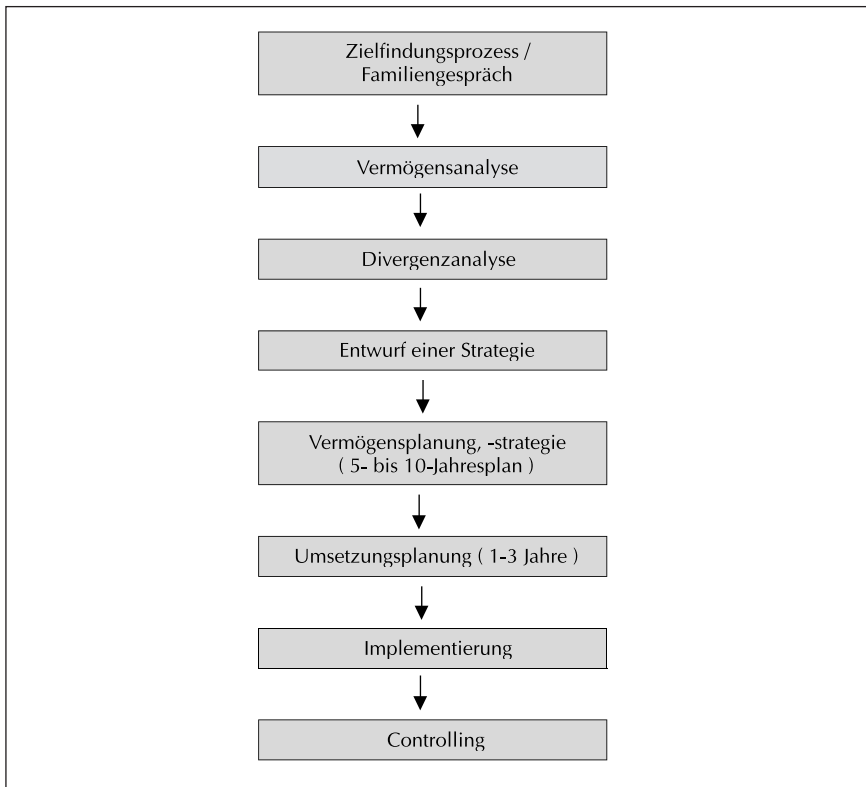 Zielfindungsprozess /
Familiengespräch
Vermögensanalyse
Divergenzanalyse
Entwurf einer Strategie
Vermögensplanung, -strategie
( 5- bis 10-Jahresplan )
Umsetzungsplanung ( 1-3 Jahre )
Implementierung
Controlling